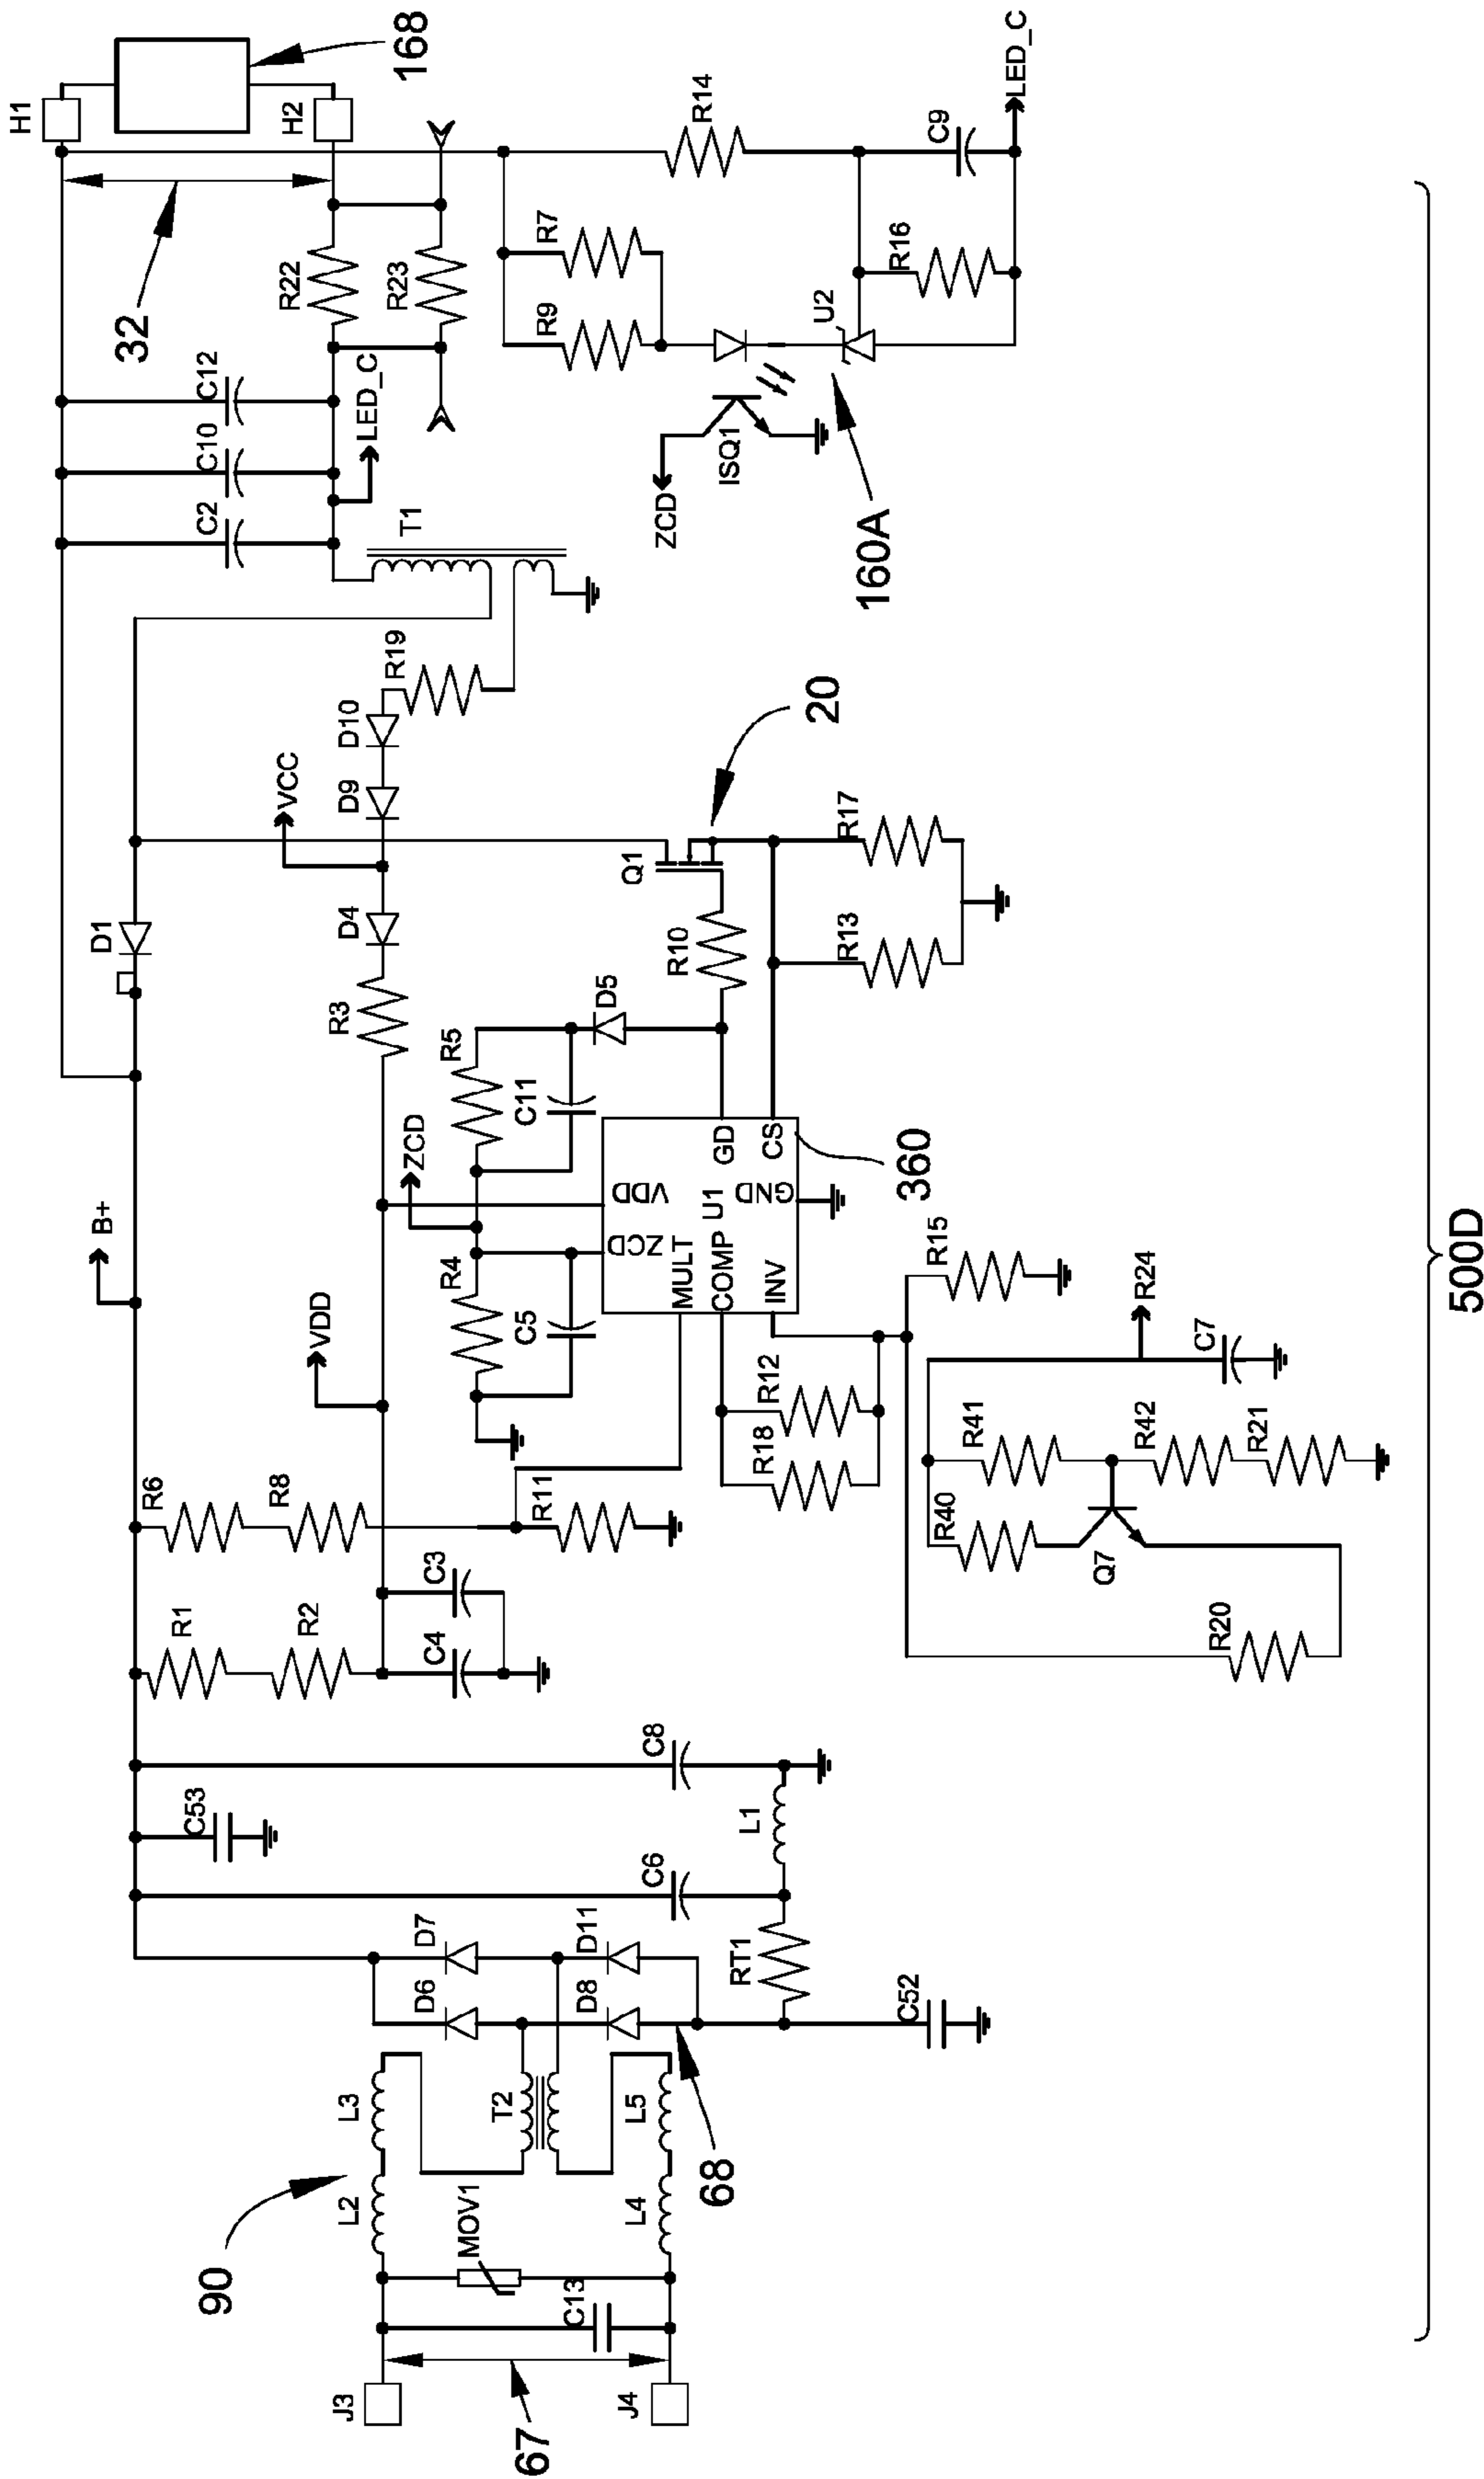 H1
168
H2
32
R22
R23
C12
C10
C2
LED_C
T1
R14
R7
R9
C9
R16
U2
LED_C
ISQ1
ZCD
160A
R19
D10
D9
VCC
D4
D1
R3
Q1
20
R17
R13
R10
D5
R5
C11
ZCD
B+
VDD
R4
C5
VDD
ZCD
MULT
COMP
INV
U1
GND
GD
CS
360
R6
R8
R11
R1
R2
C3
C4
R12
R18
R15
R24
C7
R41
R42
R21
R40
Q7
R20
C53
C8
C6
L1
D7
D6
D11
D8
RT1
C52
68
L3
L2
T2
L5
L4
90
MOV1
C13
J3
J4
67
500D